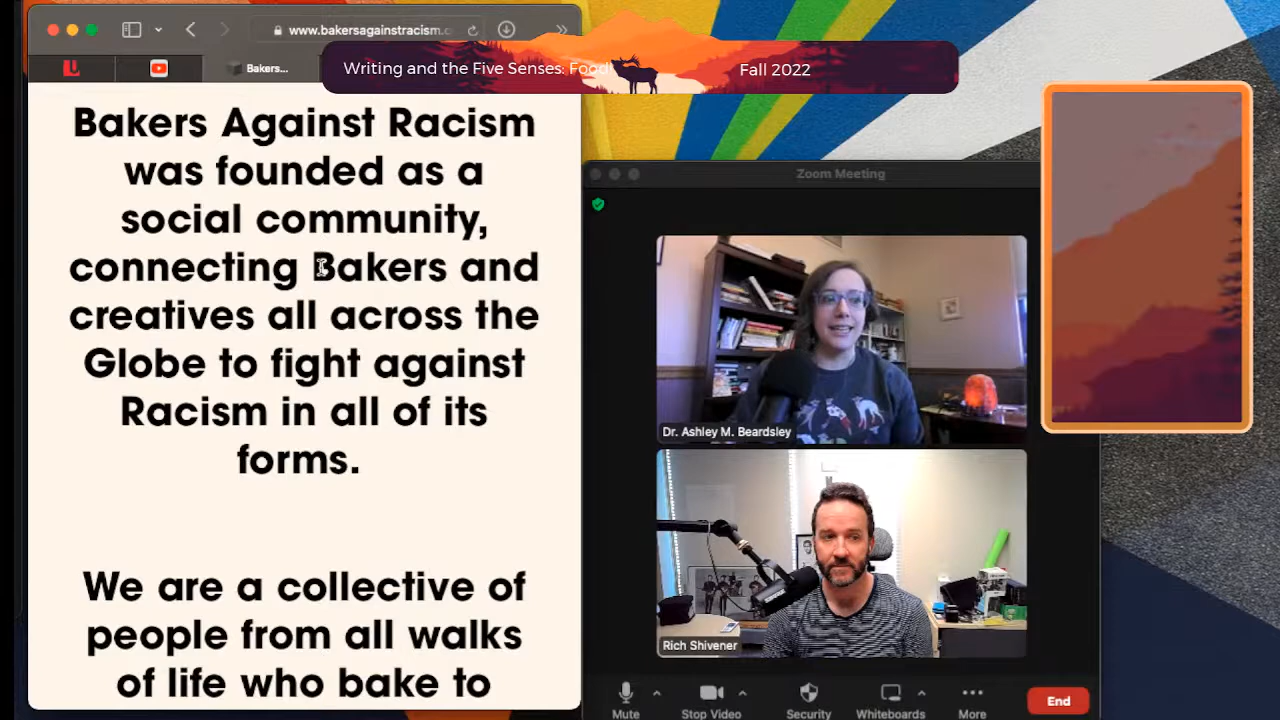 www.bakersagainstracism.c
Bakers...
Writing and the Five Senses: Food!
Fall 2022
Bakers Against Racism
was founded as a
social community,
connecting Bakers and
creatives all across the
Globe to fight against
Racism in all of its
forms.
We are a collective of
people from all walks
of life who bake to
Zoom Meeting
Dr. Ashley M. Beardsley
Rich Shivener
Mute
Stop Video
Security
Whiteboards
More
End